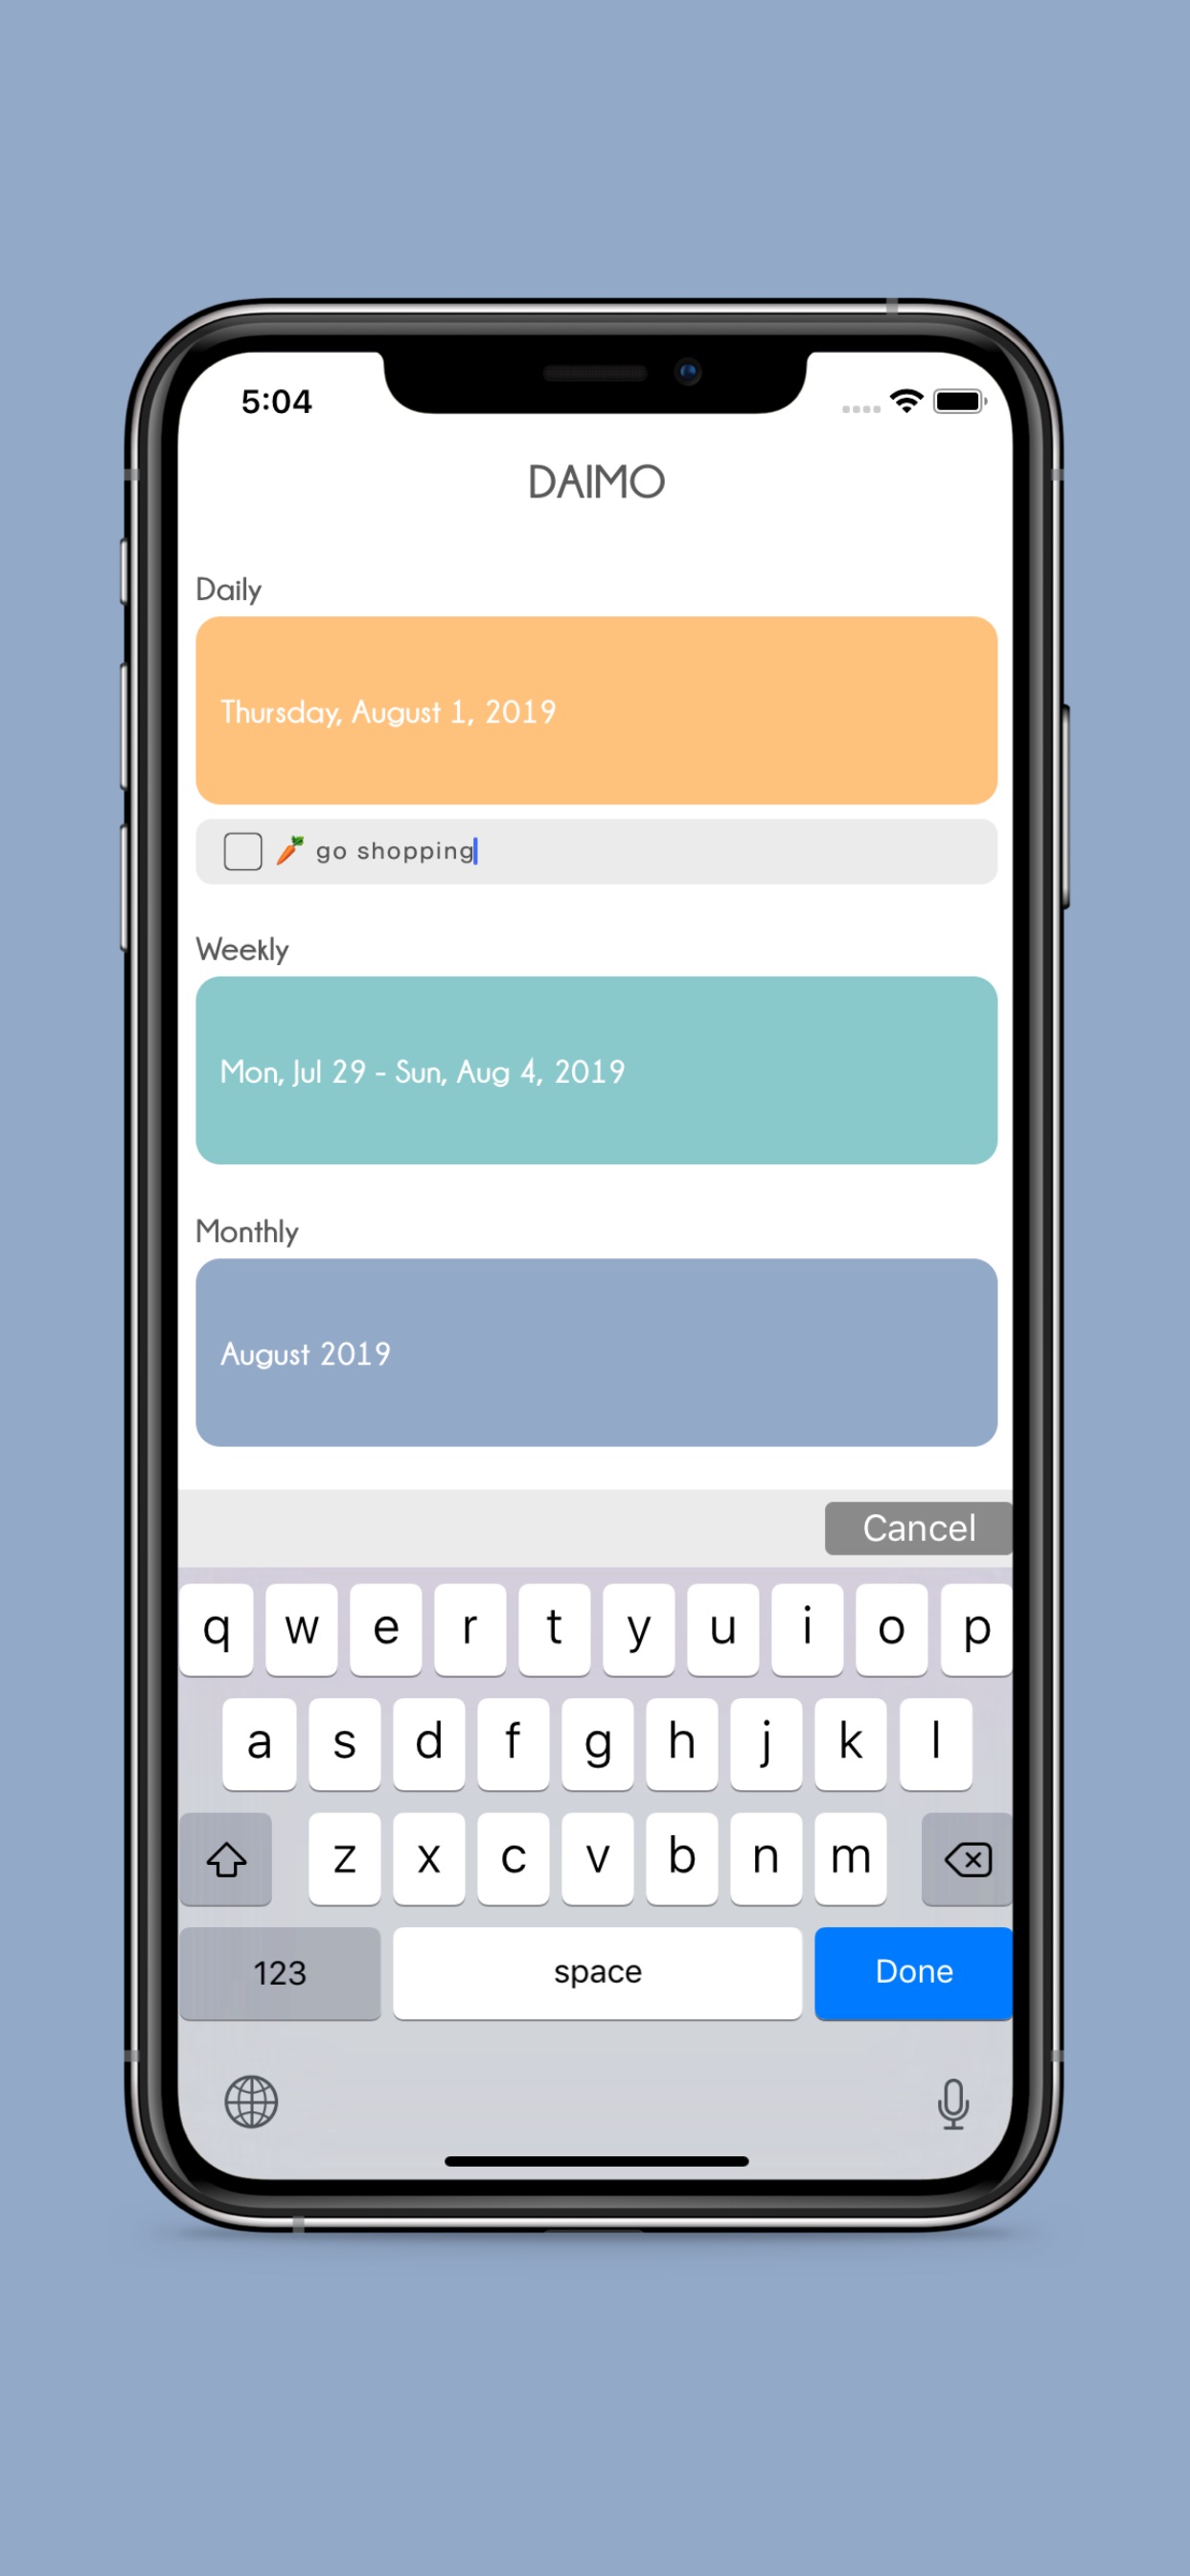 5:04
DAIMO
Daily
Thursday, August 1, 2019
🥕 go shopping
Weekly
Mon, Jul 29 - Sun, Aug 4, 2019
Monthly
August 2019
Cancel
q w e r t y u i o p
a s d f g h j k l
z x c v b n m
123 space Done